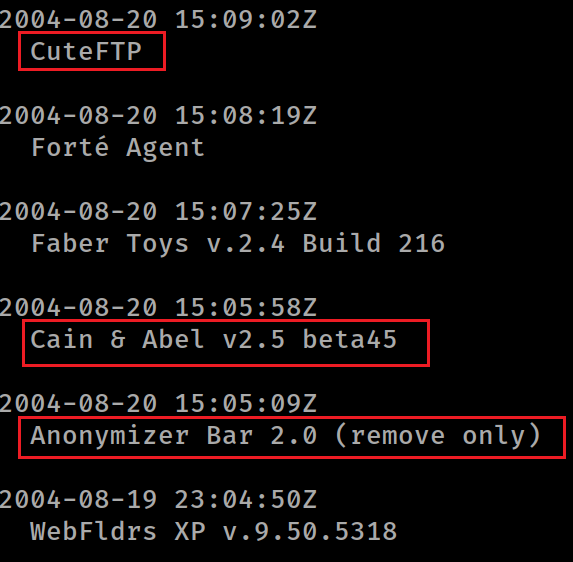 2004-08-20 15:09:02Z
CuteFTP
2004-08-20 15:08:19Z
Forté Agent
2004-08-20 15:07:25Z
Faber Toys v.2.4 Build 216
2004-08-20 15:05:58Z
Cain & Abel v2.5 beta45
2004-08-20 15:05:09Z
Anonymizer Bar 2.0 (remove only)
2004-08-19 23:04:50Z
WebFldrs XP v.9.50.5318